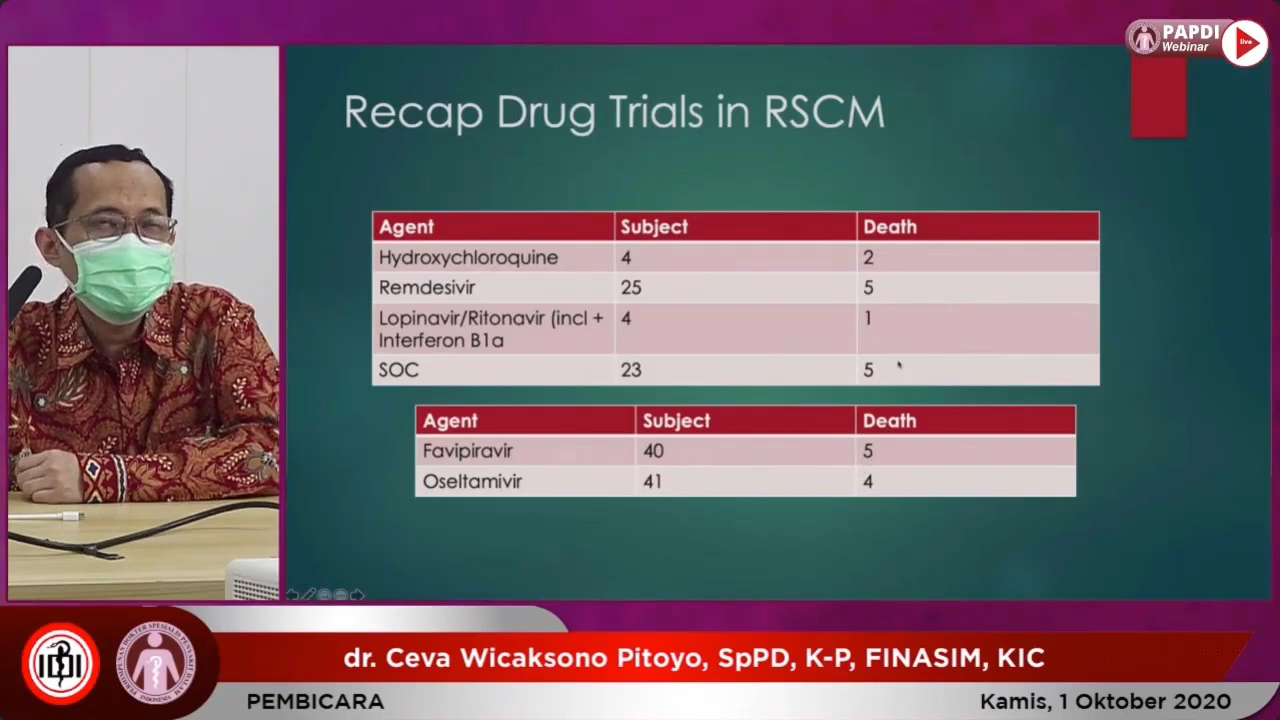 PAPDI
Webinar
live
Recap Drug Trials in RSCM
Agent Subject Death
Hydroxychloroquine 4 2
Remdesivir 25 5
Lopinavir/Ritonavir (incl + 4 1
Interferon B1a
SOC 23 5
Agent Subject Death
Favipiravir 40 5
Oseltamivir 41 4
IDI
dr. Ceva Wicaksono Pitoyo, SpPD, K-P, FINASIM, KIC
PEMBICARA
Kamis, 1 Oktober 2020